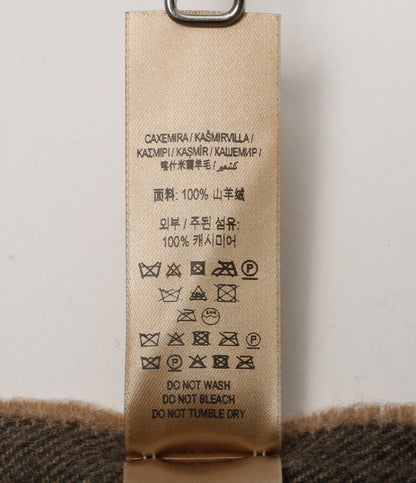 CAXEMIRA / KAŠMIRVILLA /
ΚΑΣΜΙΡΙ / KAŞMİR / КАШЕМИР /
喀什米爾羊毛 / كشمير
面料: 100% 山羊绒
외부 / 주된 섬유:
100% 캐시미어
DO NOT WASH
DO NOT BLEACH
DO NOT TUMBLE DRY